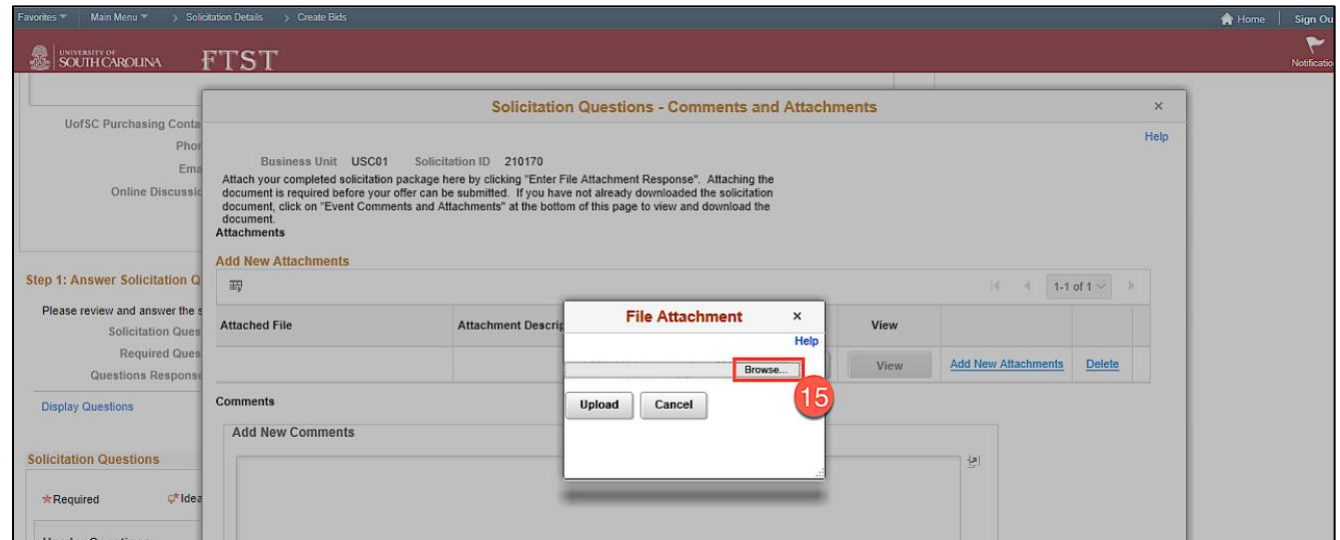 Favorites Main Menu > Solicitation Details > Create Bids Home Sign Ou
UNIVERSITY OF
SOUTH CAROLINA FTST
Notificatio
Solicitation Questions - Comments and Attachments ×
Help
UofSC Purchasing Conta
Phon
Ema
Online Discussio
Business Unit USC01 Solicitation ID 210170
Attach your completed solicitation package here by clicking "Enter File Attachment Response". Attaching the
document is required before your offer can be submitted. If you have not already downloaded the solicitation
document, click on "Event Comments and Attachments" at the bottom of this page to view and download the
document.
Attachments
Add New Attachments
Step 1: Answer Solicitation Q
1-1 of 1
Please review and answer the s
Solicitation Ques
Required Ques
Questions Response
Attached File Attachment Descrip View
File Attachment ×
Help
Browse...
15
Upload Cancel
View Add New Attachments Delete
Display Questions
Comments
Add New Comments
Solicitation Questions
*Required Idea